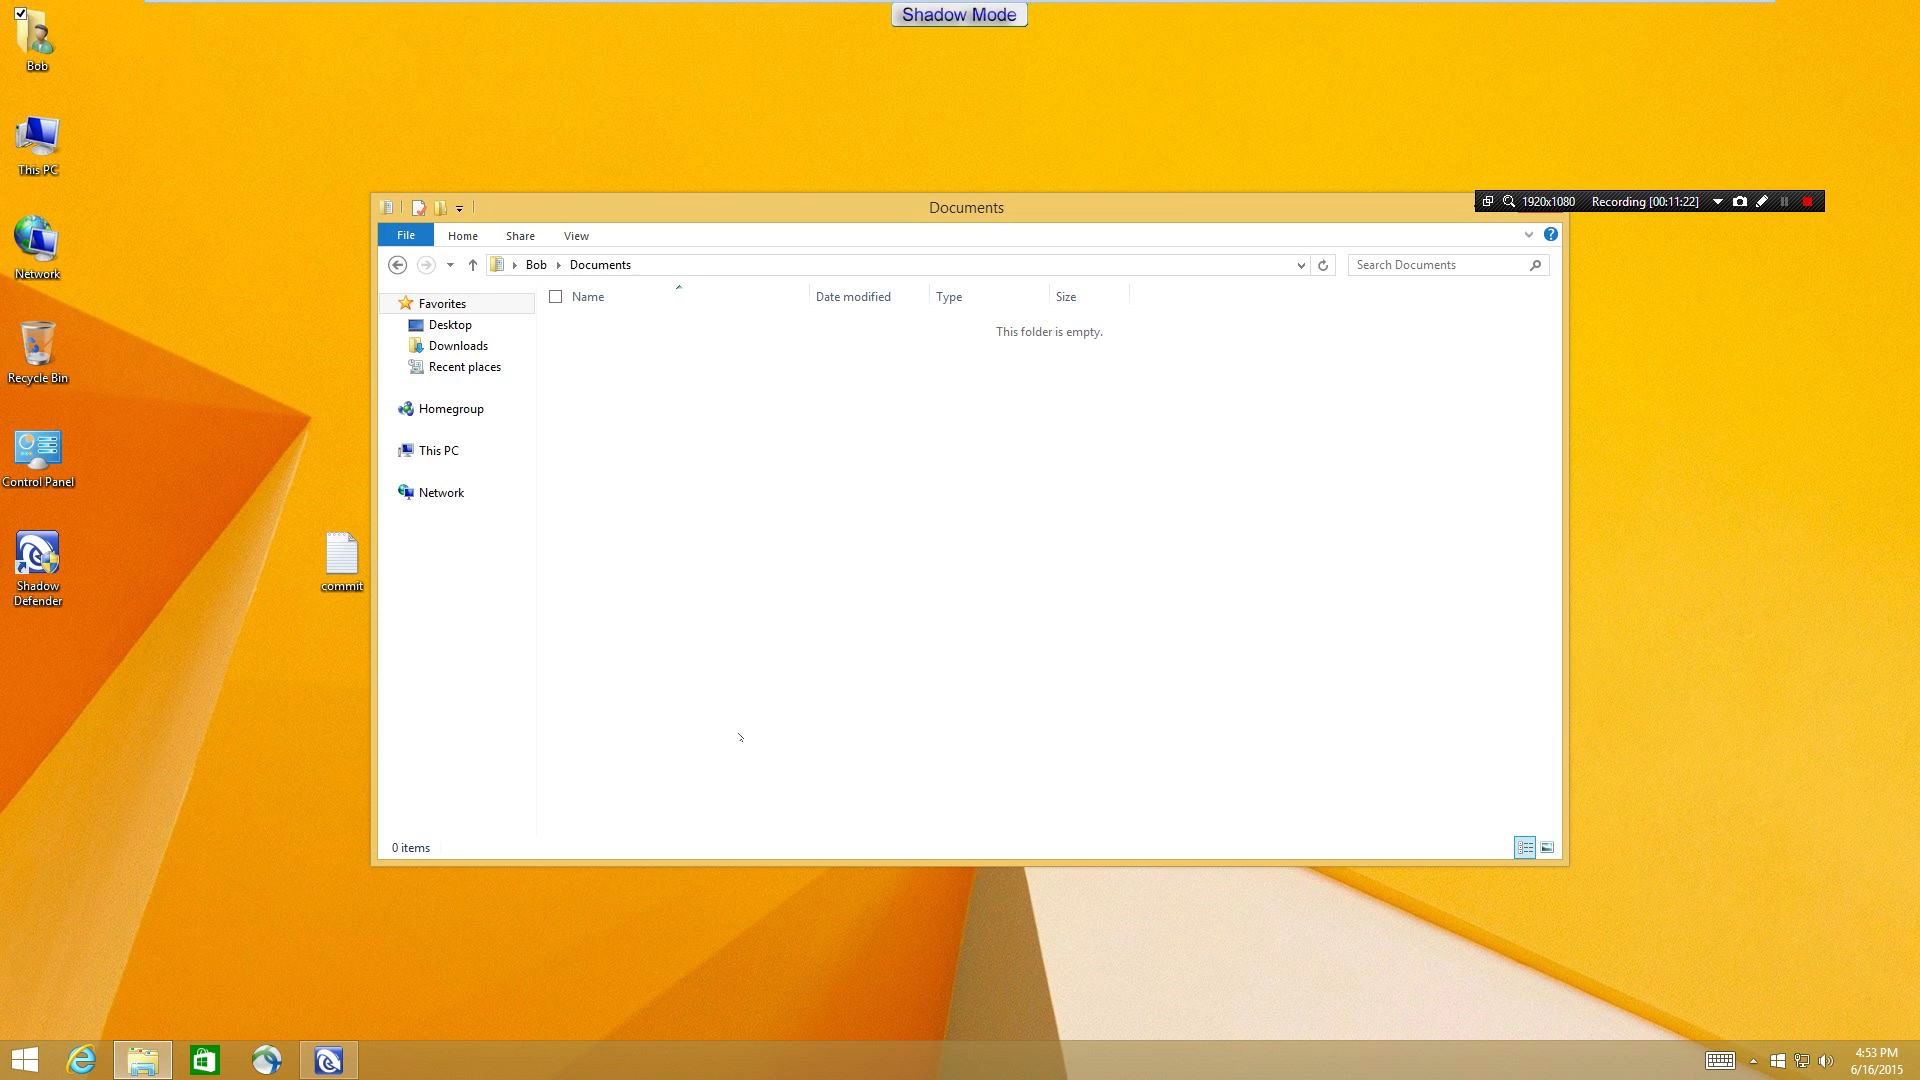 Shadow Mode
Bob
This PC
Network
Recycle Bin
Control Panel
Shadow
Defender
commit
Documents
1920x1080 Recording [00:11:22]
File Home Share View
Bob Documents
Search Documents
Favorites
Desktop
Downloads
Recent places
Homegroup
This PC
Network
Name Date modified Type Size
This folder is empty.
0 items
4:53 PM
6/16/2015